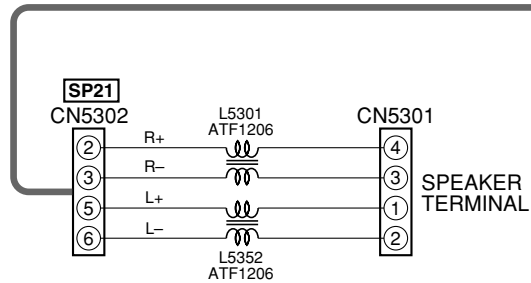 SP21
CN5302
L5301
ATF1206
CN5301
2 R+ 4
3 R– 3
5 L+ 1
6 L– 2
SPEAKER
TERMINAL
L5352
ATF1206